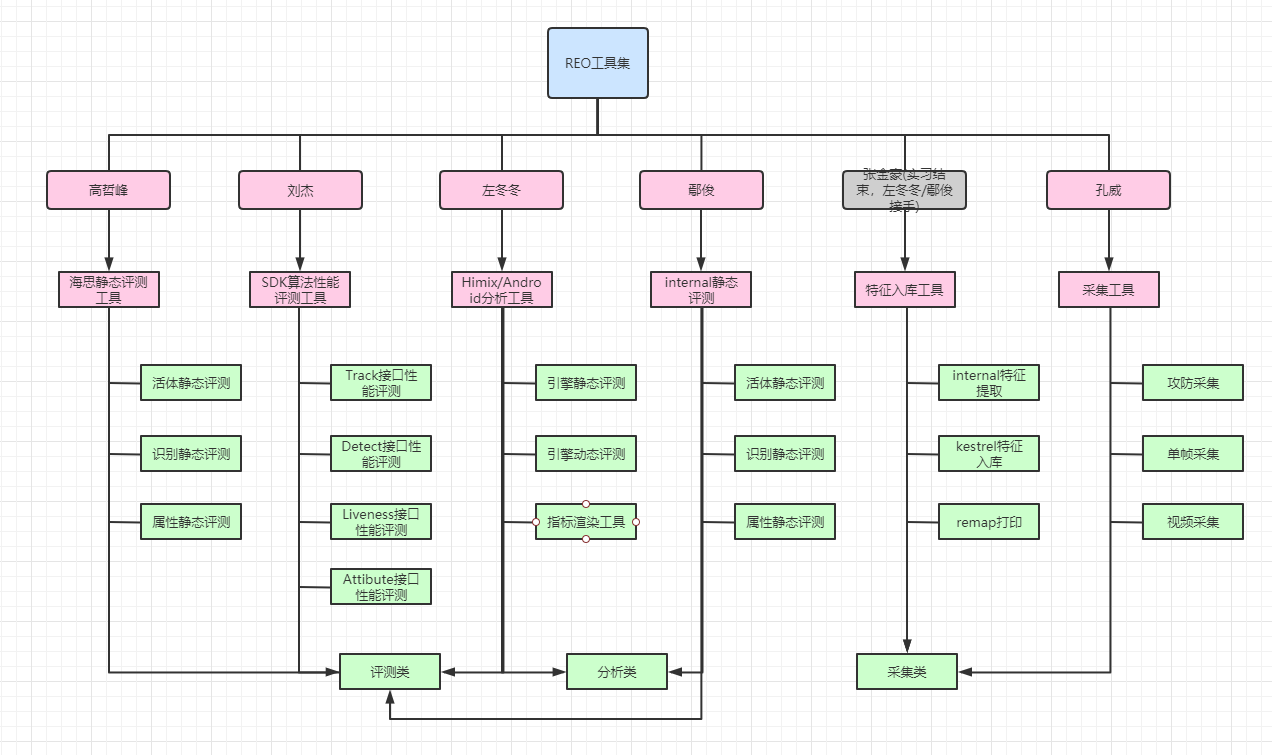 REO工具集
高哲峰
刘杰
左冬冬
鄢俊
张金豪(实习结
束，左冬冬/鄢俊
接手)
孔威
海思静态评测
工具
SDK算法性能
评测工具
Himix/Andro
id分析工具
internal静态
评测
特征入库工具
采集工具
活体静态评测
Track接口性
能评测
引擎静态评测
活体静态评测
internal特征
提取
攻防采集
识别静态评测
Detect接口性
能评测
引擎动态评测
识别静态评测
kestrel特征
入库
单帧采集
属性静态评测
Liveness接口
性能评测
指标渲染工具
属性静态评测
remap打印
视频采集
Attibute接口
性能评测
评测类
分析类
采集类